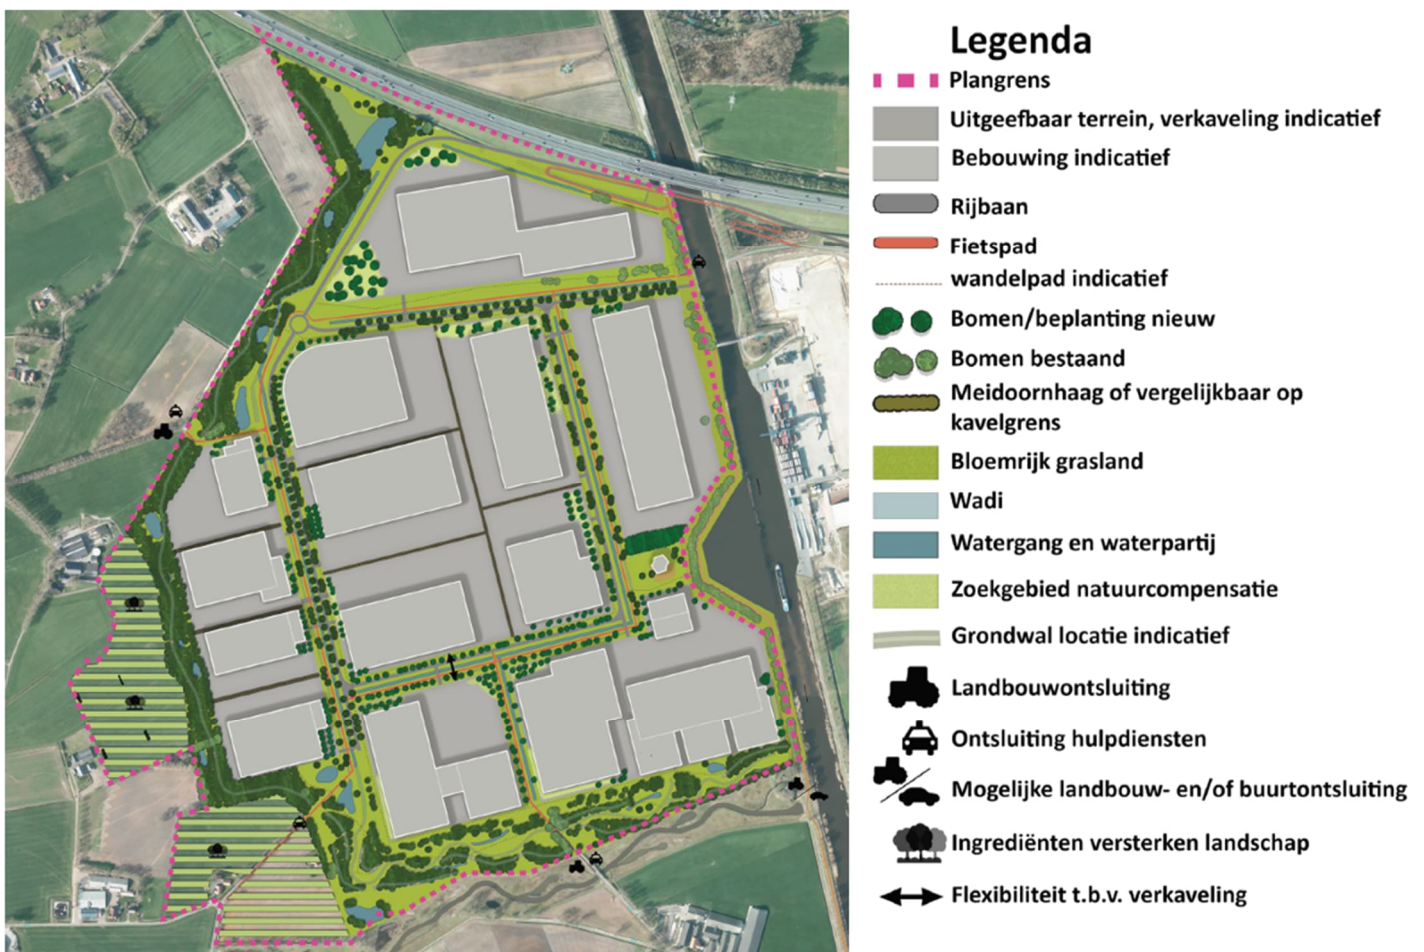 Legenda
Plangrens
Uitgeefbaar terrein, verkaveling indicatief
Bebouwing indicatief
Rijbaan
Fietspad
wandelpad indicatief
Bomen/beplanting nieuw
Bomen bestaand
Meidoornhaag of vergelijkbaar op
kavelgrens
Bloemrijk grasland
Wadi
Watergang en waterpartij
Zoekgebied natuurcompensatie
Grondwal locatie indicatief
Landbouwontsluiting
Ontsluiting hulpdiensten
Mogelijke landbouw- en/of buurtontsluiting
Ingrediënten versterken landschap
Flexibiliteit t.b.v. verkaveling